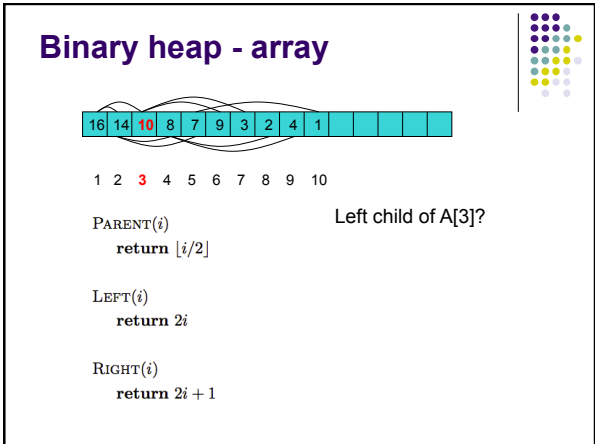 Binary heap - array
16 14 10 8 7 9 3 2 4 1
1 2 3 4 5 6 7 8 9 10
Left child of A[3]?
PARENT(i)
return ⌊i/2⌋
LEFT(i)
return 2i
RIGHT(i)
return 2i + 1